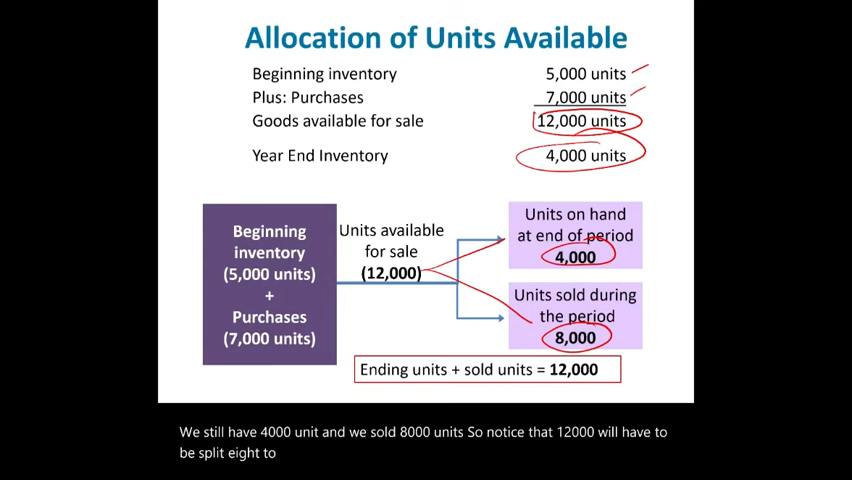 Allocation of Units Available
Beginning inventory 5,000 units
Plus: Purchases 7,000 units
Goods available for sale 12,000 units
Year End Inventory 4,000 units
Beginning
inventory
(5,000 units)
+
Purchases
(7,000 units)
Units available
for sale
(12,000)
Units on hand
at end of period
4,000
Units sold during
the period
8,000
Ending units + sold units = 12,000
We still have 4000 unit and we sold 8000 units So notice that 12000 will have to
be split eight to